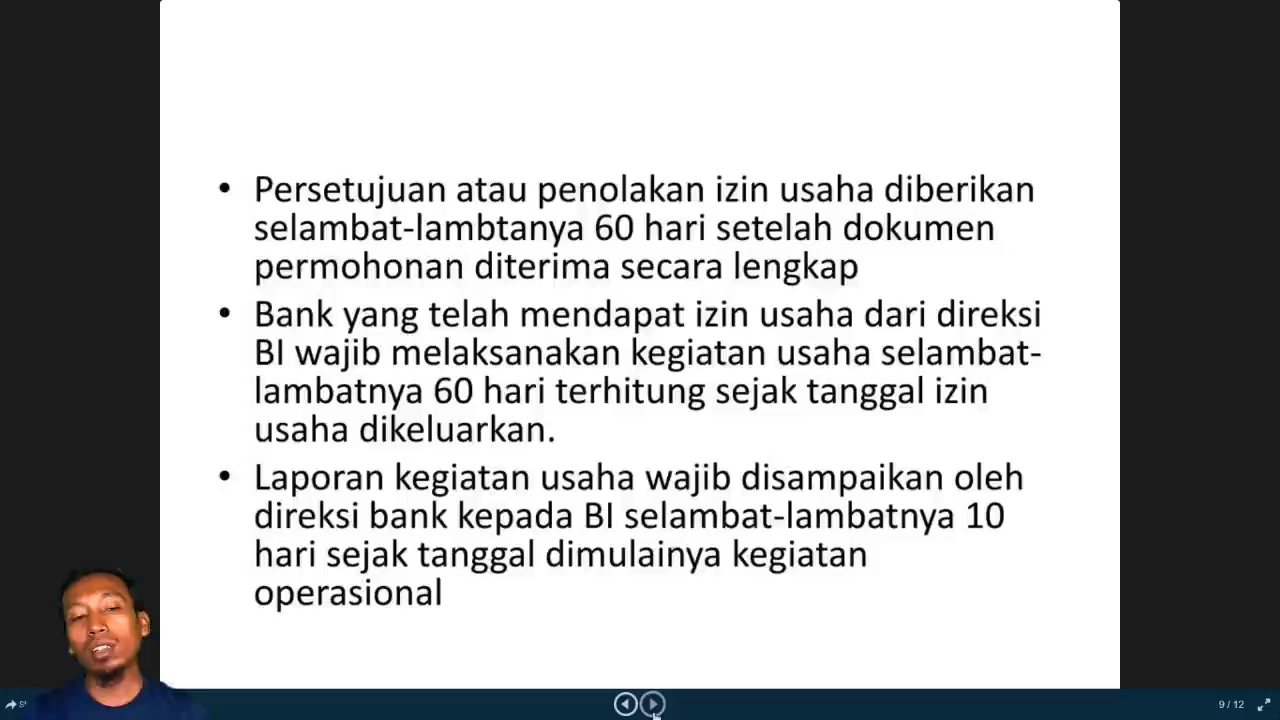 • Persetujuan atau penolakan izin usaha diberikan
selambat-lambtanya 60 hari setelah dokumen
permohonan diterima secara lengkap
• Bank yang telah mendapat izin usaha dari direksi
BI wajib melaksanakan kegiatan usaha selambat-
lambatnya 60 hari terhitung sejak tanggal izin
usaha dikeluarkan.
• Laporan kegiatan usaha wajib disampaikan oleh
direksi bank kepada BI selambat-lambatnya 10
hari sejak tanggal dimulainya kegiatan
operasional
9 / 12